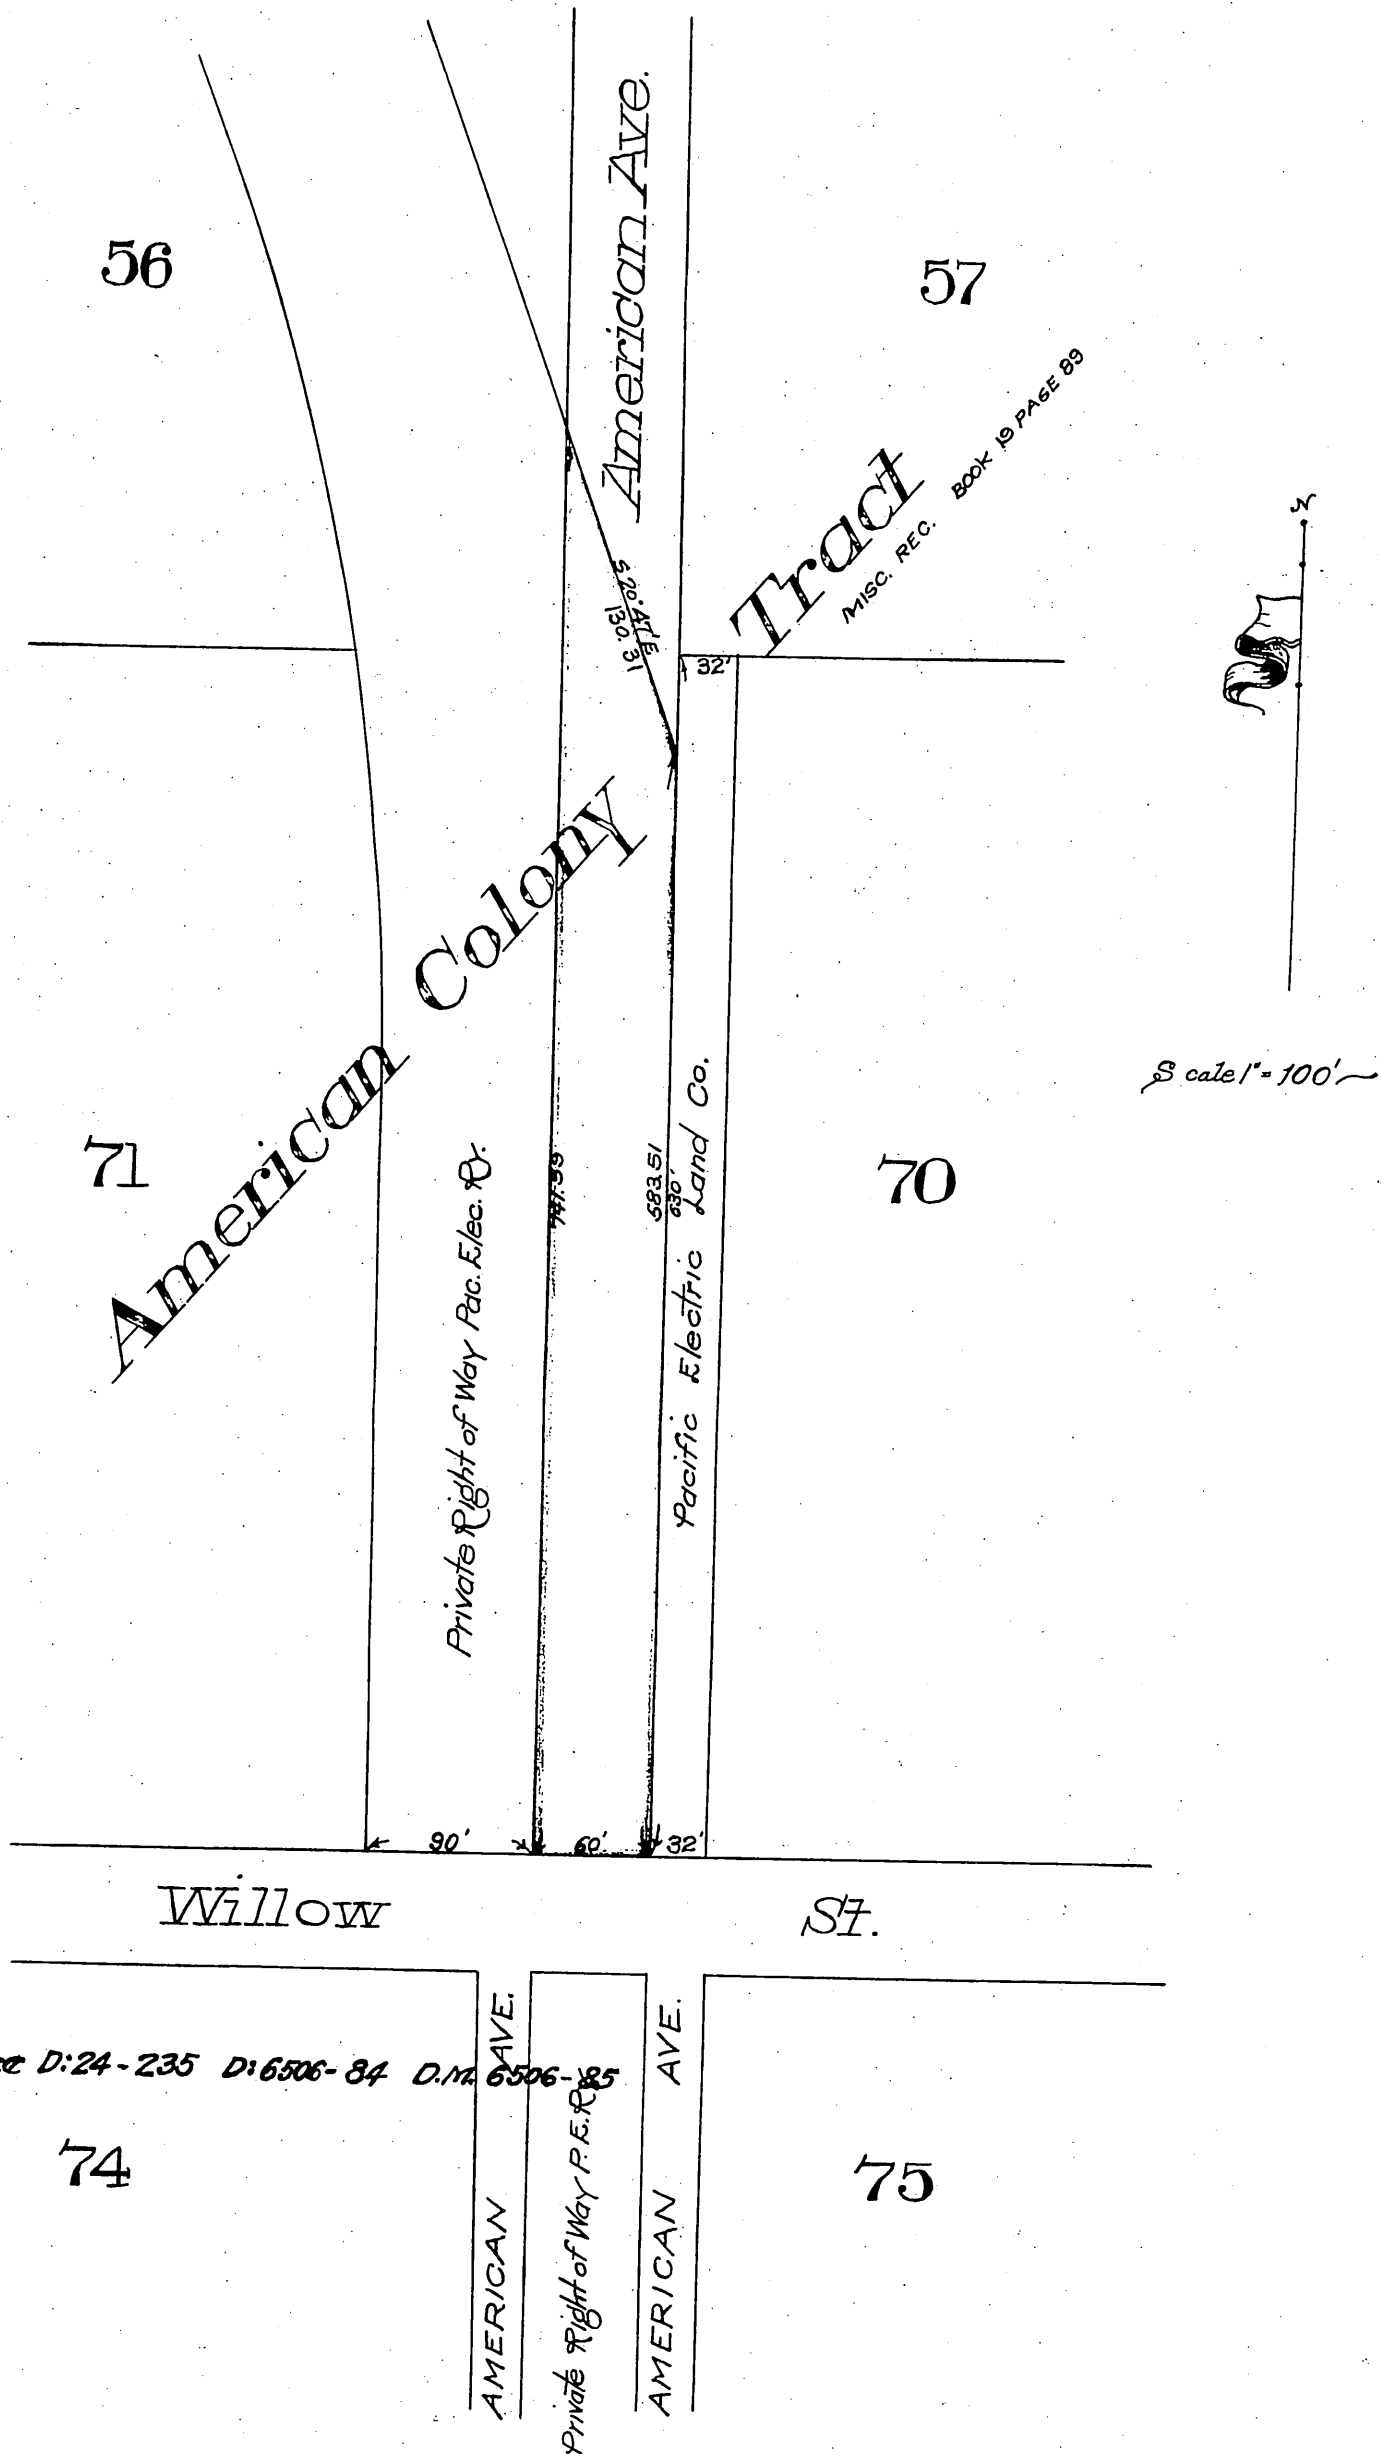 American Ave.
56
57
Tract
MISC. REC. BOOK 19 PAGE 89
N
S 20° 47' E
130.31
32'
American Colony
Scale 1" = 100'
71
70
Private Right of Way Pac. Elec. Ry.
583.51
630'
Pacific Electric Land Co.
90'
60'
32'
Willow St.
D:24-235 D:6506-84 D.M. 6506-85
74
75
AMERICAN AVE.
Private Right of Way P.E. Ry.
AMERICAN AVE.